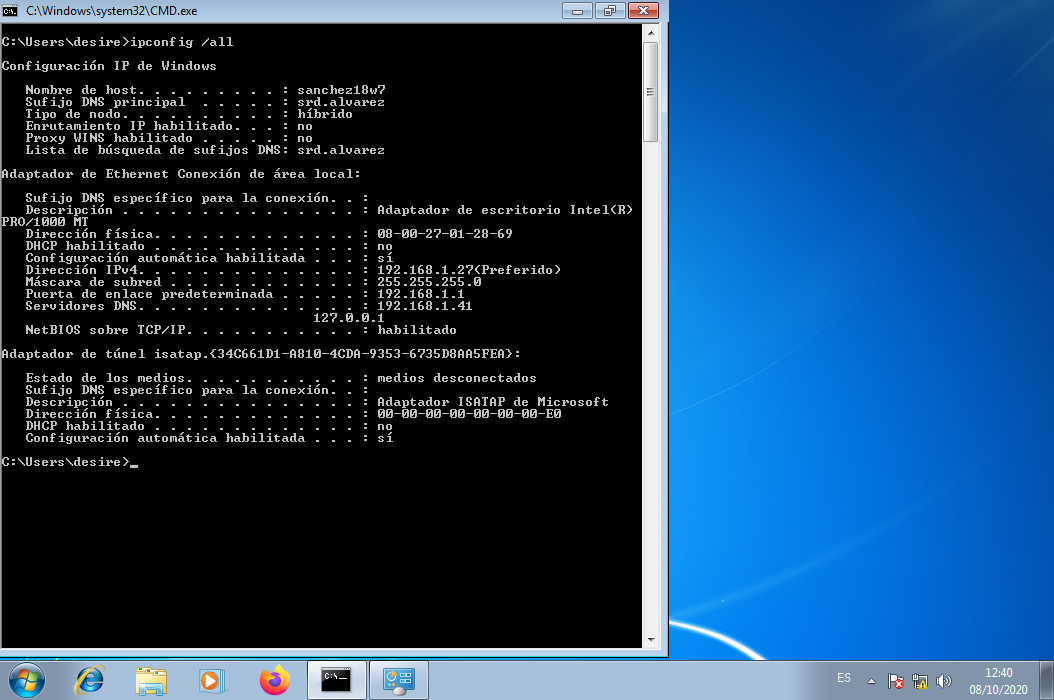 C:\Windows\system32\CMD.exe
C:\Users\desire>ipconfig /all
Configuración IP de Windows
Nombre de host. . . . . . . . . : sanchez18w7
Sufijo DNS principal  . . . . . : srd.alvarez
Tipo de nodo. . . . . . . . . . : híbrido
Enrutamiento IP habilitado. . . : no
Proxy WINS habilitado . . . . . : no
Lista de búsqueda de sufijos DNS: srd.alvarez
Adaptador de Ethernet Conexión de área local:
Sufijo DNS específico para la conexión. . :
Descripción . . . . . . . . . . . . . . . : Adaptador de escritorio Intel(R)
PRO/1000 MT
Dirección física. . . . . . . . . . . . . : 08-00-27-01-28-69
DHCP habilitado . . . . . . . . . . . . . : no
Configuración automática habilitada . . . : sí
Dirección IPv4. . . . . . . . . . . . . . : 192.168.1.27(Preferido)
Máscara de subred . . . . . . . . . . . . : 255.255.255.0
Puerta de enlace predeterminada . . . . . : 192.168.1.1
Servidores DNS. . . . . . . . . . . . . . : 192.168.1.41
127.0.0.1
NetBIOS sobre TCP/IP. . . . . . . . . . . : habilitado
Adaptador de túnel isatap.{34C661D1-A810-4CDA-9353-6735D8AA5FEA}:
Estado de los medios. . . . . . . . . . . : medios desconectados
Sufijo DNS específico para la conexión. . :
Descripción . . . . . . . . . . . . . . . : Adaptador ISATAP de Microsoft
Dirección física. . . . . . . . . . . . . : 00-00-00-00-00-00-00-E0
DHCP habilitado . . . . . . . . . . . . . : no
Configuración automática habilitada . . . : sí
C:\Users\desire>_
ES
12:40
08/10/2020